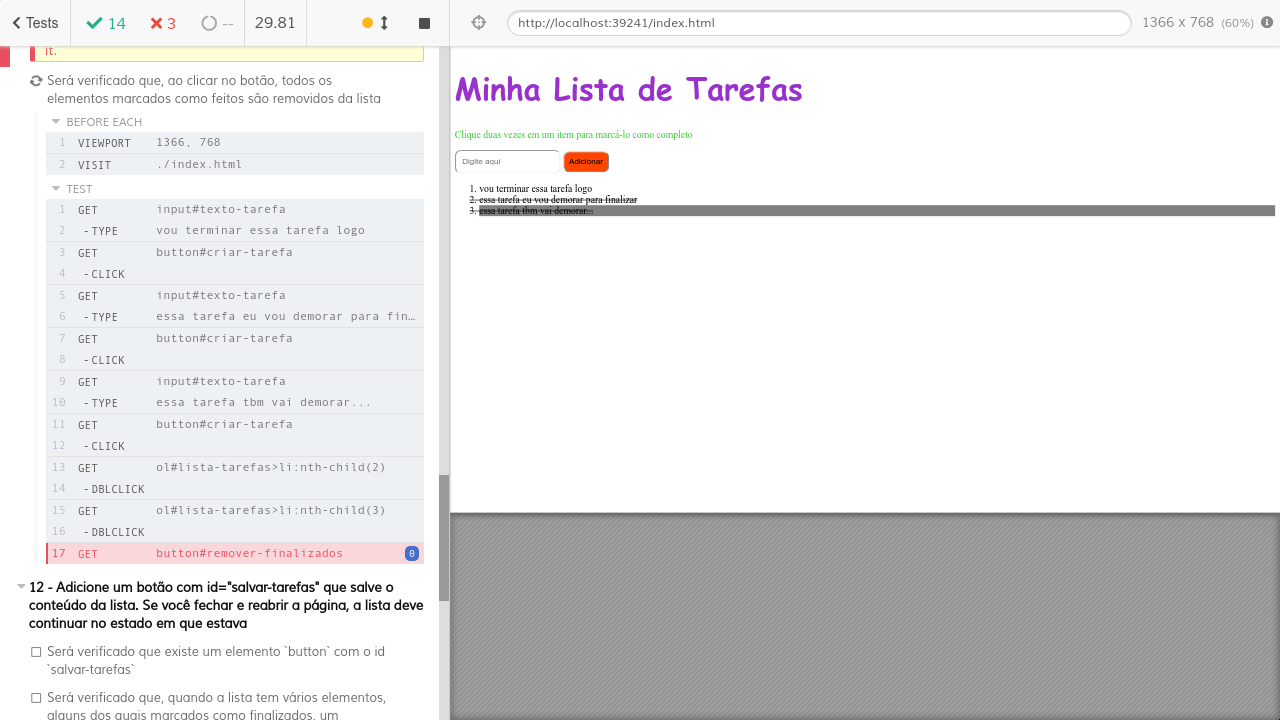 Tests
14
3
--
29.81
http://localhost:39241/index.html
1366 x 768 (60%)
it.
Será verificado que, ao clicar no botão, todos os
elementos marcados como feitos são removidos da lista
BEFORE EACH
1 VIEWPORT 1366, 768
2 VISIT ./index.html
TEST
1 GET input#texto-tarefa
2 -TYPE vou terminar essa tarefa logo
3 GET button#criar-tarefa
4 -CLICK
5 GET input#texto-tarefa
6 -TYPE essa tarefa eu vou demorar para fin…
7 GET button#criar-tarefa
8 -CLICK
9 GET input#texto-tarefa
10 -TYPE essa tarefa tbm vai demorar...
11 GET button#criar-tarefa
12 -CLICK
13 GET ol#lista-tarefas>li:nth-child(2)
14 -DBLCLICK
15 GET ol#lista-tarefas>li:nth-child(3)
16 -DBLCLICK
17 GET button#remover-finalizados 0
12 - Adicione um botão com id="salvar-tarefas" que salve o
conteúdo da lista. Se você fechar e reabrir a página, a lista deve
continuar no estado em que estava
Será verificado que existe um elemento `button` com o id
`salvar-tarefas`
Será verificado que, quando a lista tem vários elementos,
alguns dos quais marcados como finalizados, um
Minha Lista de Tarefas
Clique duas vezes em um item para marcá-lo como completo
Digite aqui
Adicionar
1. vou terminar essa tarefa logo
2. essa tarefa eu vou demorar para finalizar
3. essa tarefa tbm vai demorar...